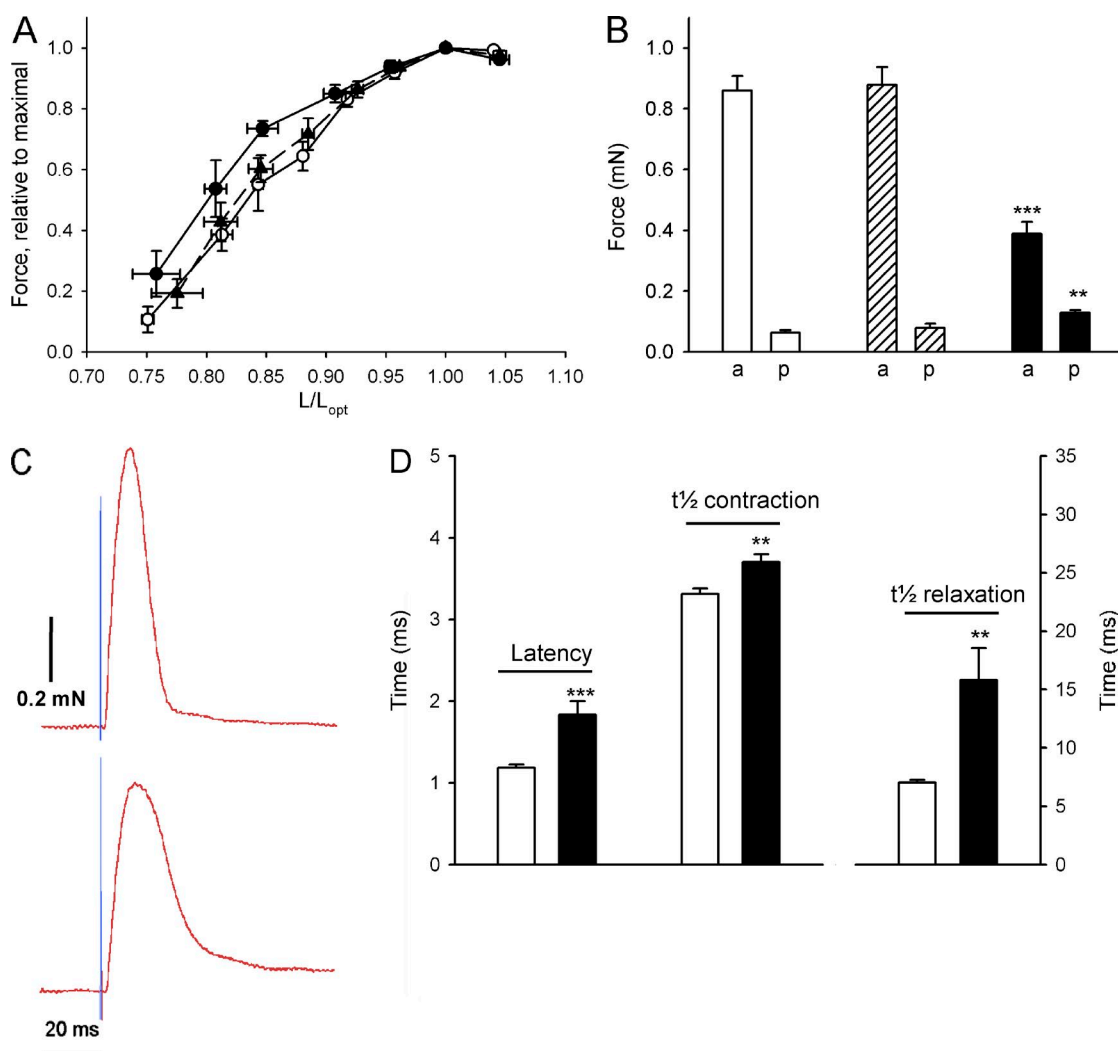 A
Force, relative to maximal
1.0
0.8
0.6
0.4
0.2
0.0
0.70 0.75 0.80 0.85 0.90 0.95 1.00 1.05 1.10
L/Lopt
B
Force (mN)
1.0
0.8
0.6
0.4
0.2
0.0
***
**
a p a p a p
C
0.2 mN
20 ms
D
Time (ms)
5
4
3
2
1
0
Latency
***
t½ contraction
**
t½ relaxation
**
35
30
25
20
15
10
5
0
Time (ms)